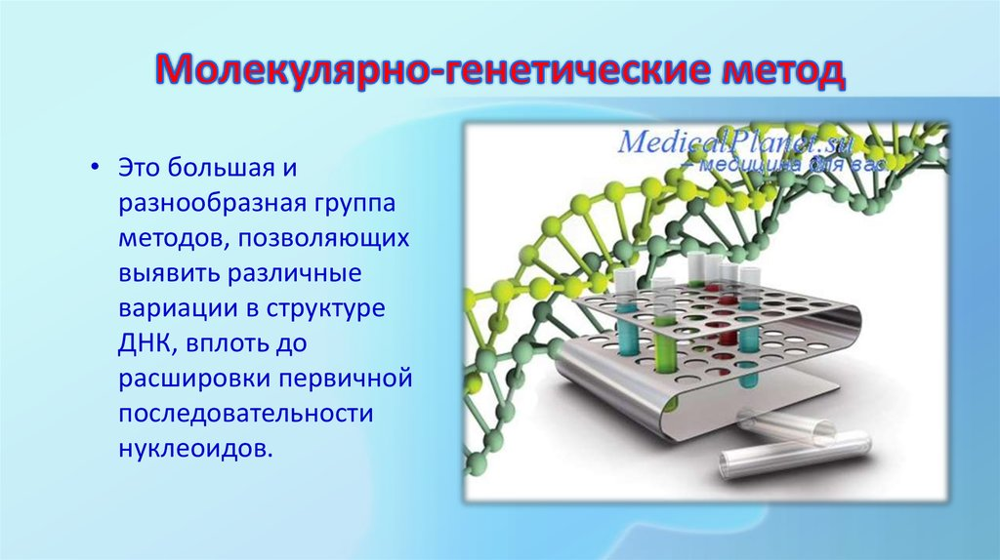 Молекулярно-генетические метод
• Это большая и
разнообразная группа
методов, позволяющих
выявить различные
вариации в структуре
ДНК, вплоть до
расшировки первичной
последовательности
нуклеоидов.
MedicalPlanet.su
– медицина для вас.